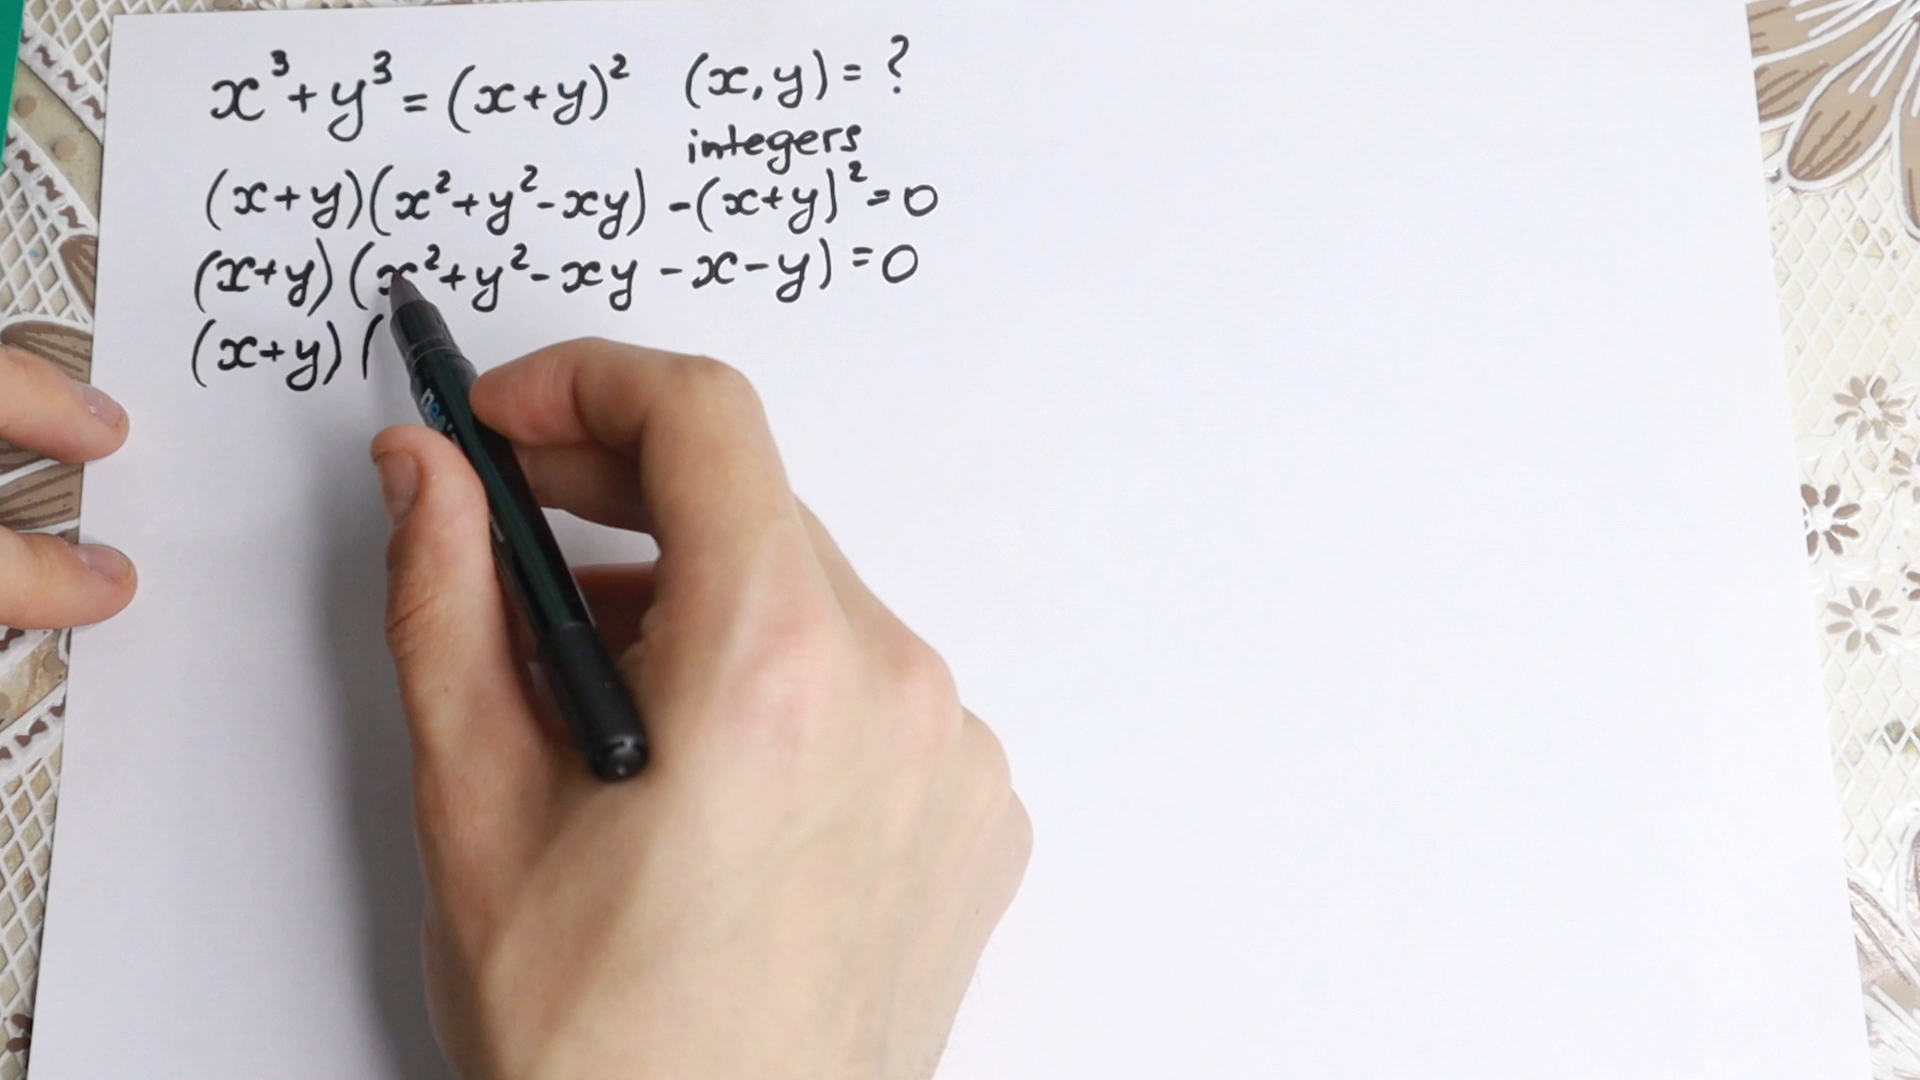 x³+y³=(x+y)² (x,y)=?
integers
(x+y)(x²+y²-xy) -(x+y)²=0
(x+y)(x²+y²-xy-x-y)=0
(x+y)(